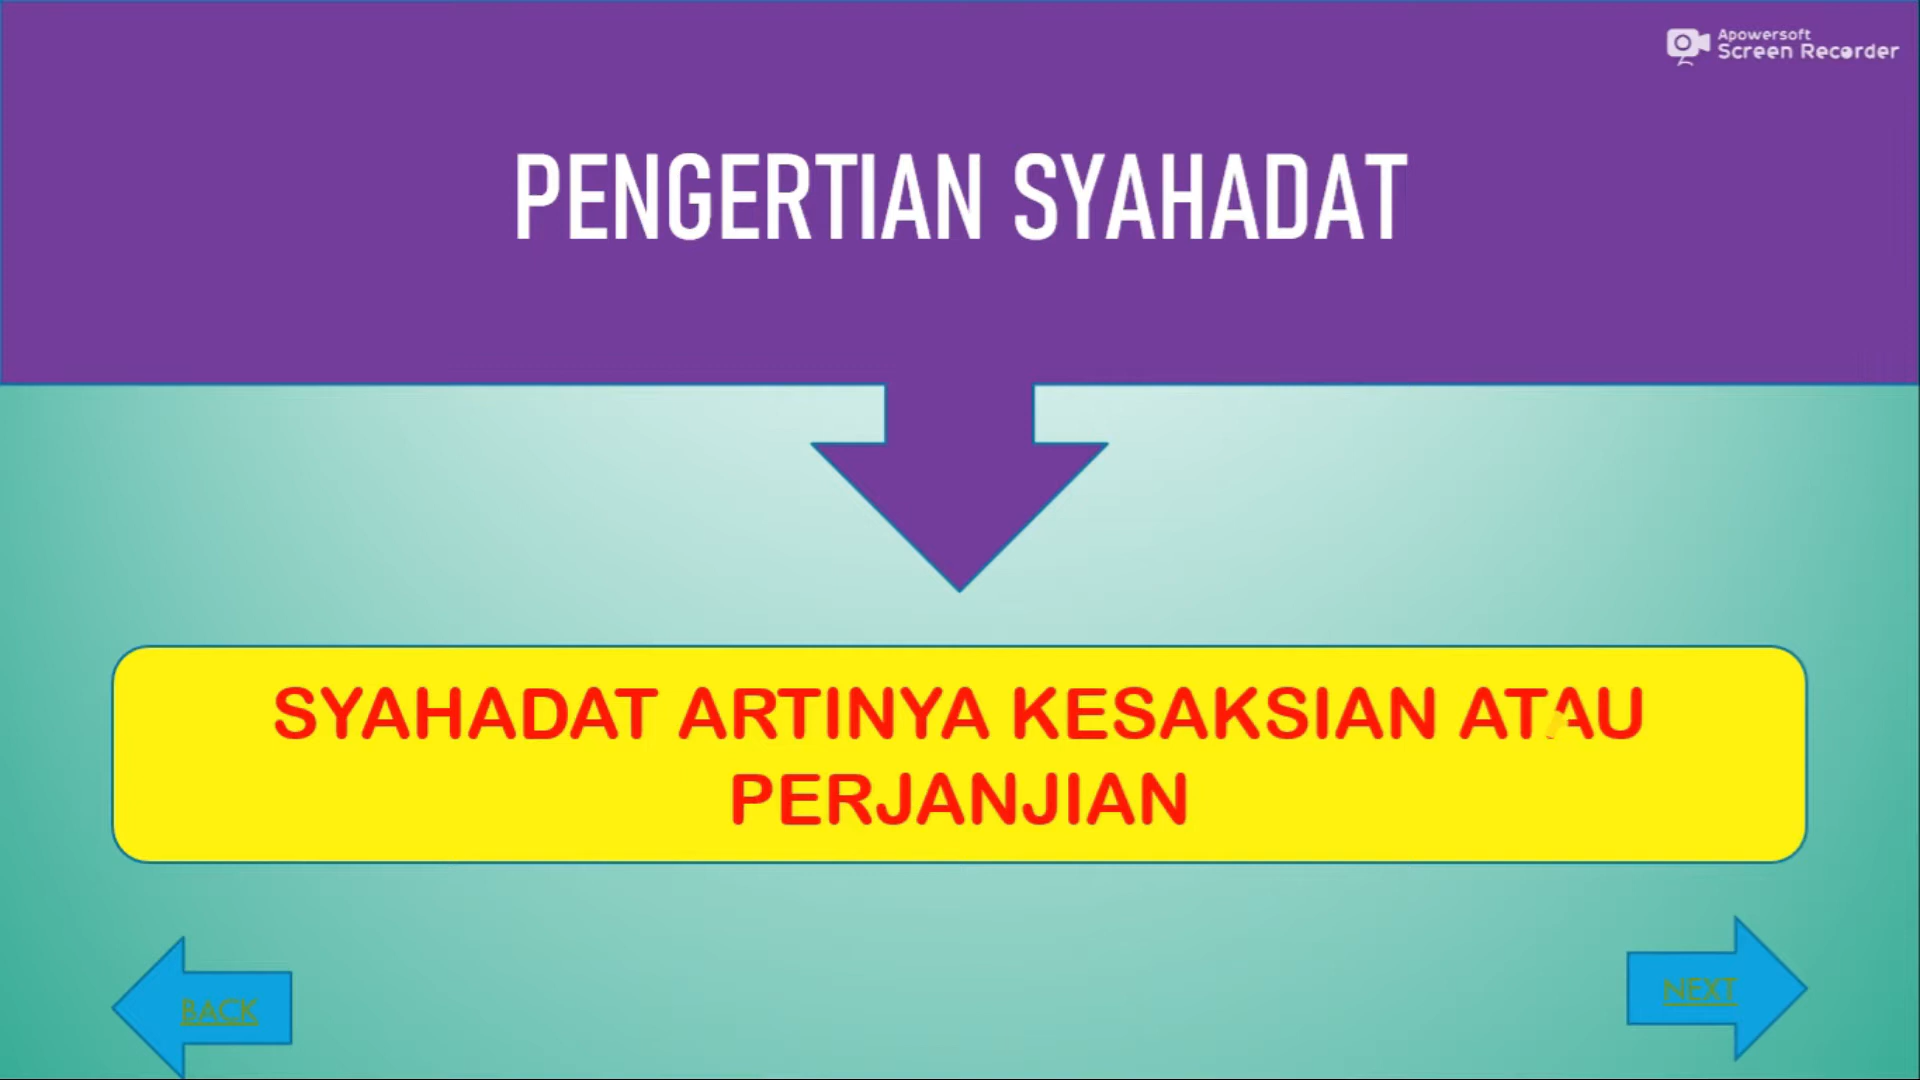 Apowersoft
Screen Recorder
PENGERTIAN SYAHADAT
SYAHADAT ARTINYA KESAKSIAN ATAU
PERJANJIAN
BACK
NEXT